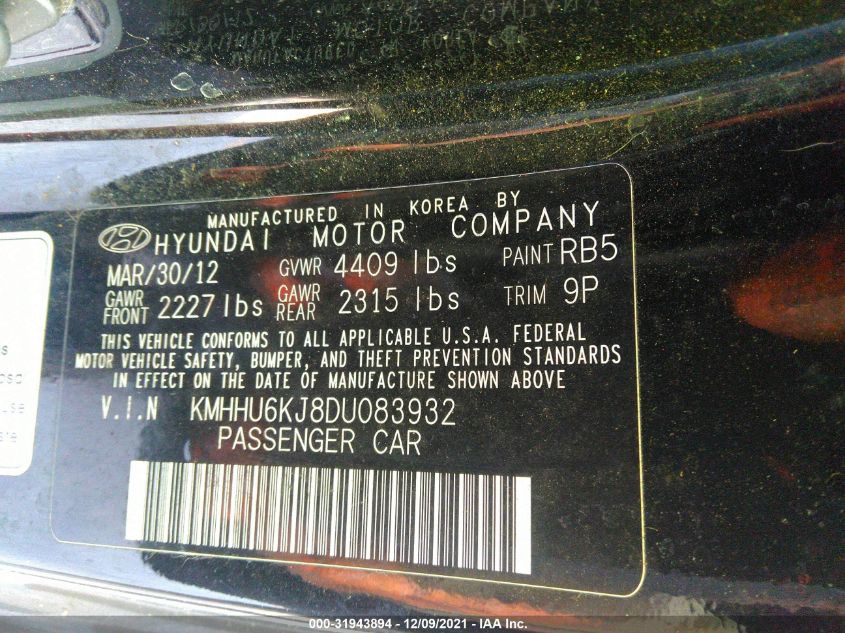 MANUFACTURED IN KOREA BY
HYUNDAI MOTOR COMPANY
MAR/30/12 GVWR 4409 lbs PAINT RB5
GAWR FRONT 2227 lbs GAWR REAR 2315 lbs TRIM 9P
THIS VEHICLE CONFORMS TO ALL APPLICABLE U.S.A. FEDERAL
MOTOR VEHICLE SAFETY, BUMPER, AND THEFT PREVENTION STANDARDS
IN EFFECT ON THE DATE OF MANUFACTURE SHOWN ABOVE
V.I.N KMHHU6KJ8DU083932
PASSENGER CAR
000-31943894 - 12/09/2021 - IAA Inc.